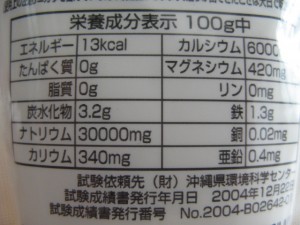 栄養成分表示 100g中
エネルギー 13kcal カルシウム 6000
たんぱく質 0g マグネシウム 420mg
脂質 0g リン 0mg
炭水化物 3.2g 鉄 1.3g
ナトリウム 30000mg 銅 0.02mg
カリウム 340mg 亜鉛 0.4mg
試験依頼先 (財)沖縄県環境科学センター
試験成績書発行年月日 2004年12月22日
試験成績書発行番号 No.2004-B02642-01